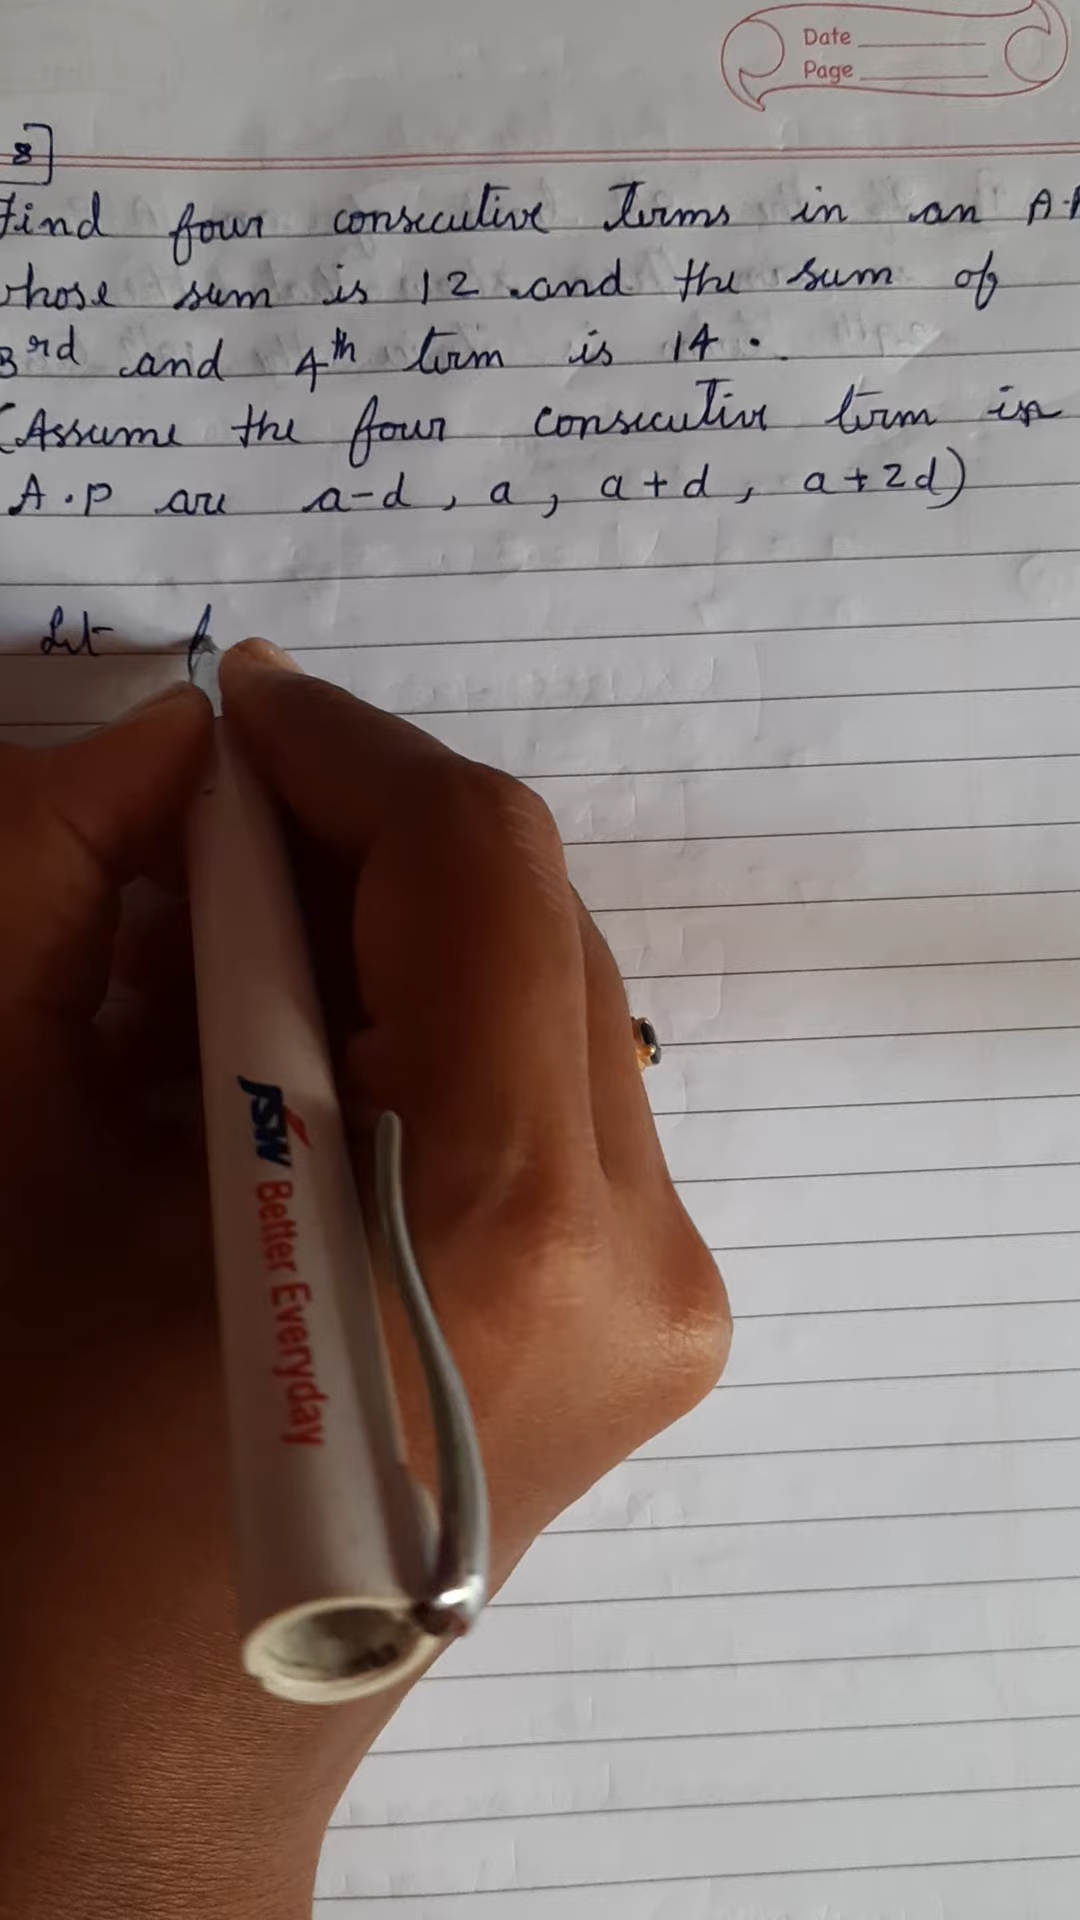 Date
Page
8]
Find four consecutive terms in an A.P
whose sum is 12 and the sum of
3rd and 4th term is 14.
(Assume the four consecutive term in
A.P are a-d, a, a+d, a+2d)
Let
JSW Better Everyday